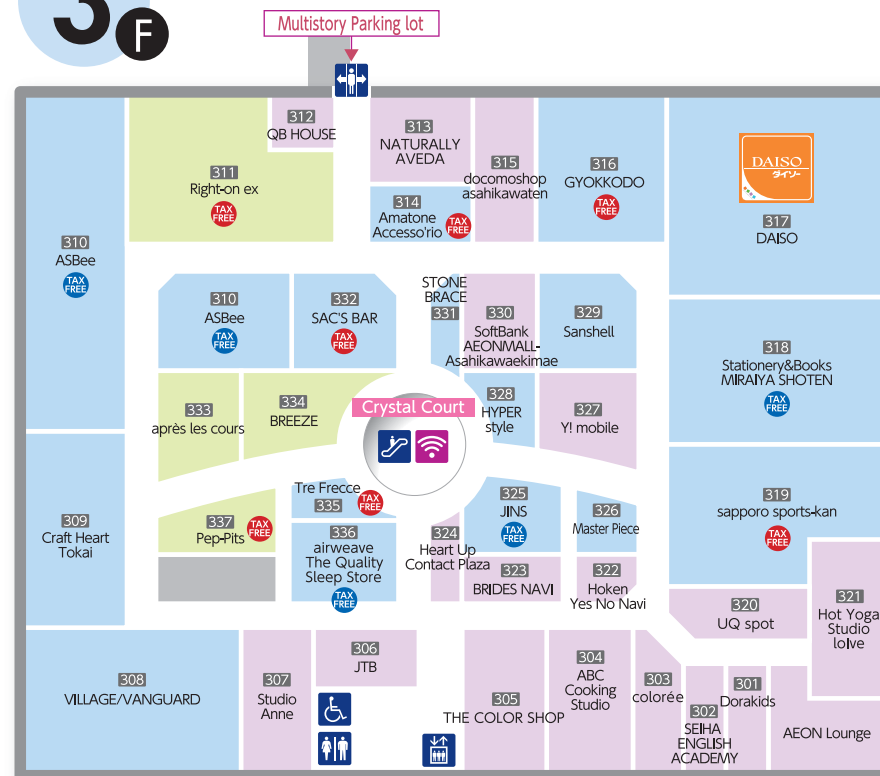 3 F
Multistory Parking lot
312
QB HOUSE
311
Right-on ex
TAX
FREE
313
NATURALLY
AVEDA
314
Amatone
Accesso'rio
TAX
FREE
315
docomoshop
asahikawaten
316
GYOKKODO
TAX
FREE
DAISO
ダイソー
317
DAISO
310
ASBee
TAX
FREE
310
ASBee
TAX
FREE
332
SAC'S BAR
TAX
FREE
STONE
BRACE
331
330
SoftBank
AEONMALL-
Asahikawaekimae
329
Sanshell
318
Stationery&Books
MIRAIYA SHOTEN
TAX
FREE
333
après les cours
334
BREEZE
Crystal Court
328
HYPER
style
327
Y! mobile
309
Craft Heart
Tokai
337
Pep-Pits
TAX
FREE
Tre Frecce
335
TAX
FREE
336
airweave
The Quality
Sleep Store
TAX
FREE
324
Heart Up
Contact Plaza
325
JINS
TAX
FREE
326
Master Piece
323
BRIDES NAVI
322
Hoken
Yes No Navi
319
sapporo sports-kan
TAX
FREE
320
UQ spot
321
Hot Yoga
Studio
loIve
308
VILLAGE/VANGUARD
307
Studio
Anne
306
JTB
305
THE COLOR SHOP
304
ABC
Cooking
Studio
303
colorée
302
SEIHA
ENGLISH
ACADEMY
301
Dorakids
AEON Lounge